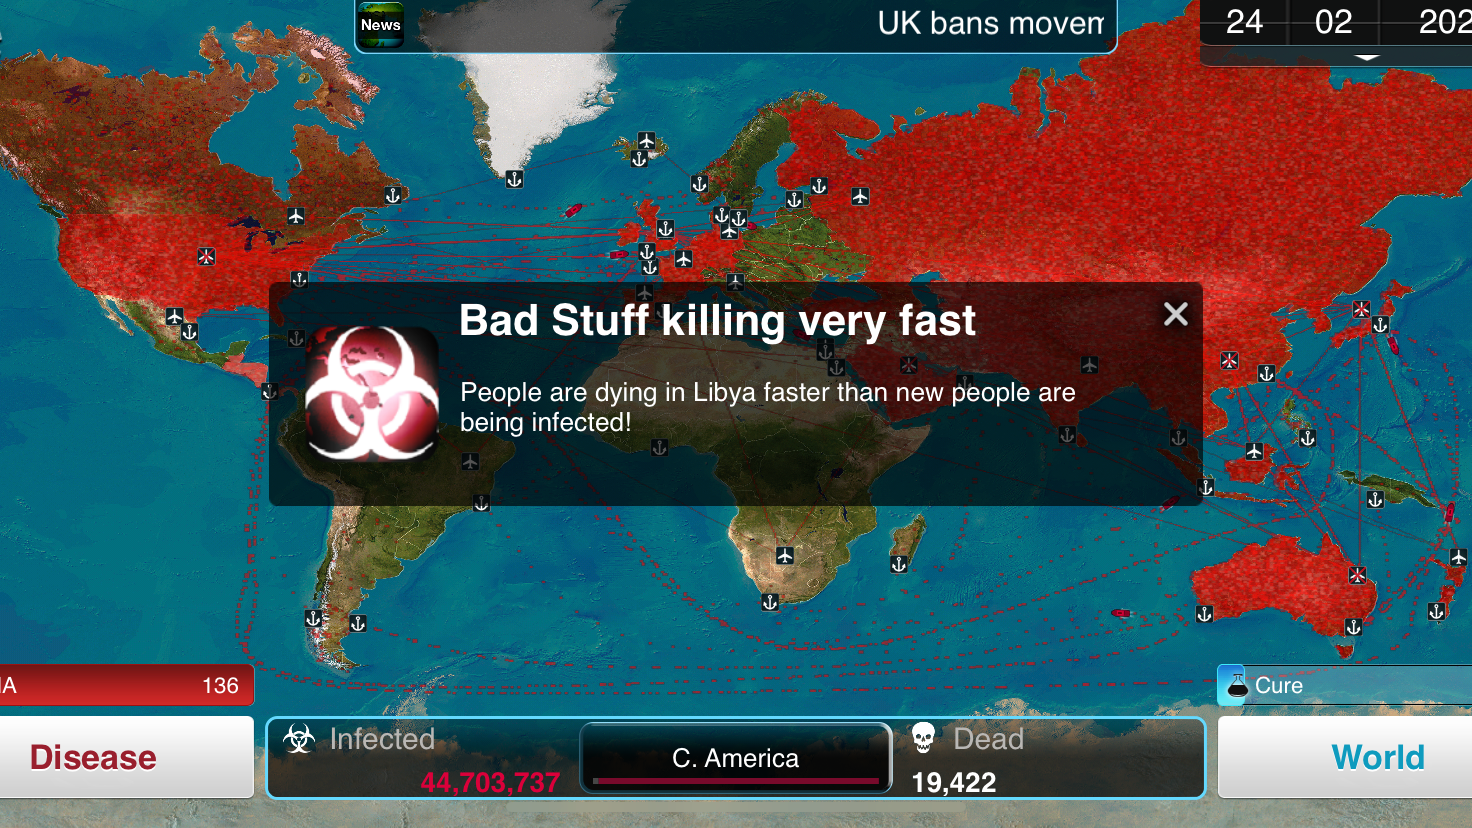 News
UK bans movem
24 02 202
Bad Stuff killing very fast
People are dying in Libya faster than new people are
being infected!
136
Cure
Disease
Infected
44,703,737
C. America
Dead
19,422
World